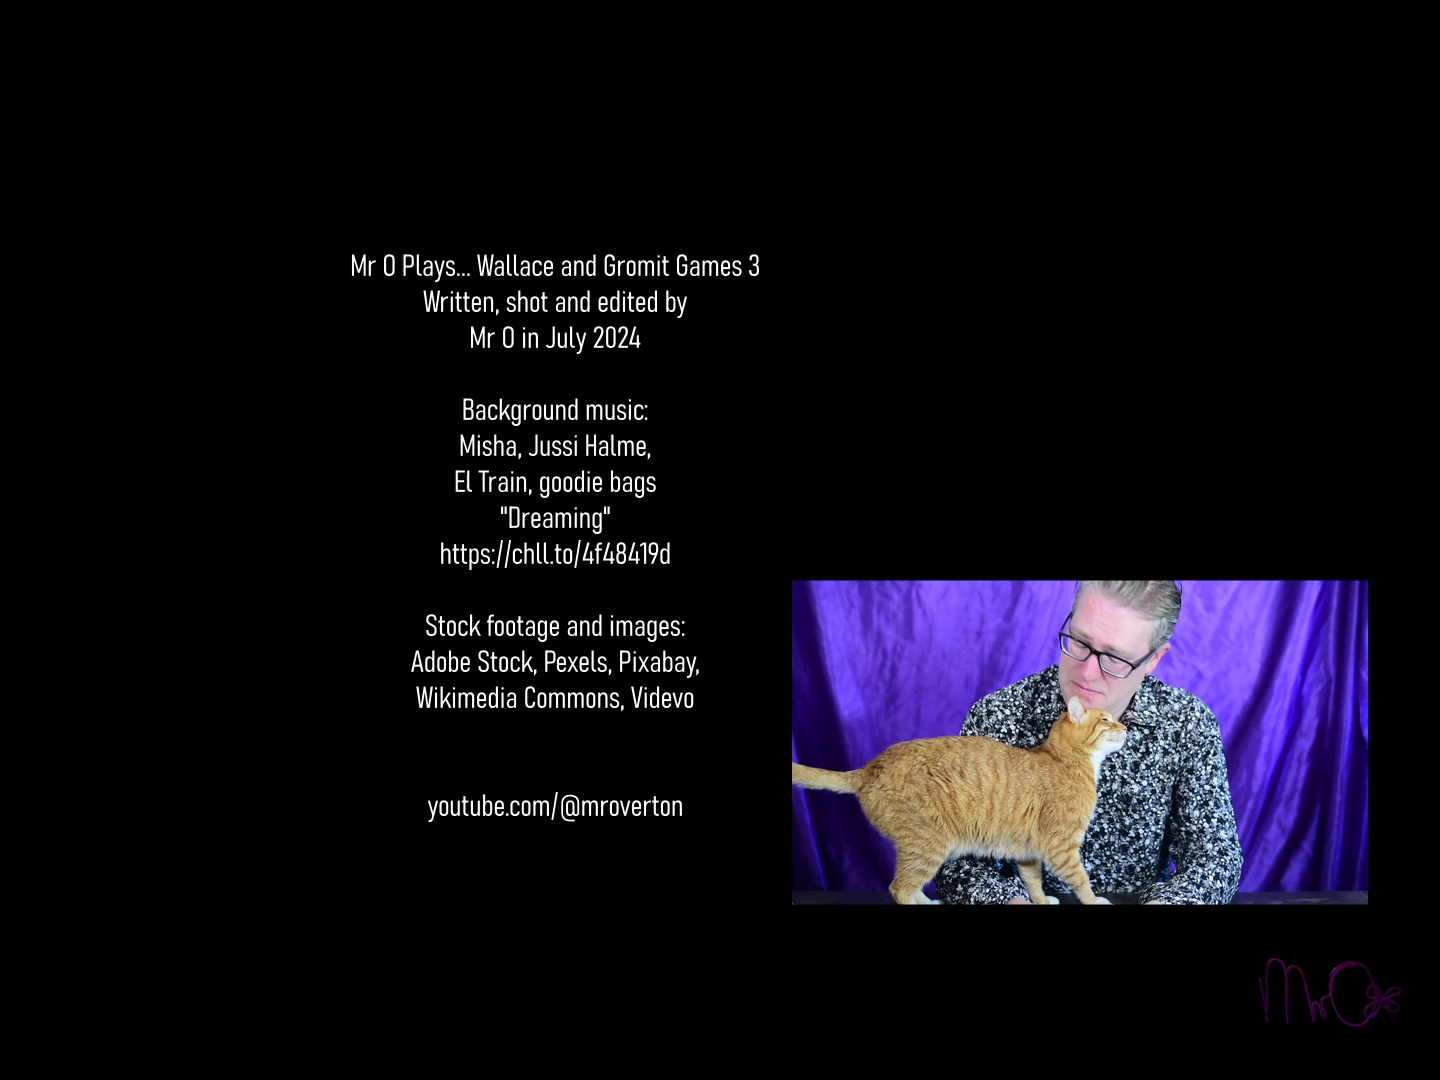 Mr O Plays... Wallace and Gromit Games 3
Written, shot and edited by
Mr O in July 2024
Background music:
Misha, Jussi Halme,
El Train, goodie bags
"Dreaming"
https://chll.to/4f48419d
Stock footage and images:
Adobe Stock, Pexels, Pixabay,
Wikimedia Commons, Videvo
youtube.com/@mroverton
MrO